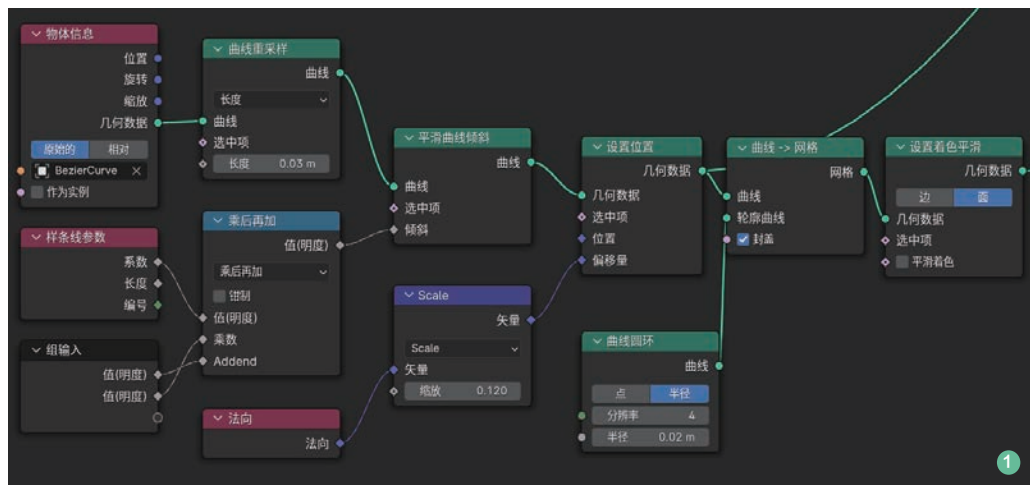 物体信息
位置
旋转
缩放
几何数据
原始的 相对
BezierCurve
作为实例
样条线参数
系数
长度
编号
组输入
值(明度)
值(明度)
曲线重采样
曲线
长度
曲线
选中项
长度 0.03 m
乘后再加
值(明度)
乘后再加
钳制
值(明度)
乘数
Addend
法向
法向
平滑曲线倾斜
曲线
曲线
选中项
倾斜
Scale
矢量
Scale
矢量
缩放 0.120
设置位置
几何数据
几何数据
选中项
位置
偏移量
曲线圆环
曲线
点 半径
分辨率 4
半径 0.02 m
曲线 -> 网格
网格
曲线
轮廓曲线
封盖
设置着色平滑
几何数据
边 面
几何数据
选中项
平滑着色
1